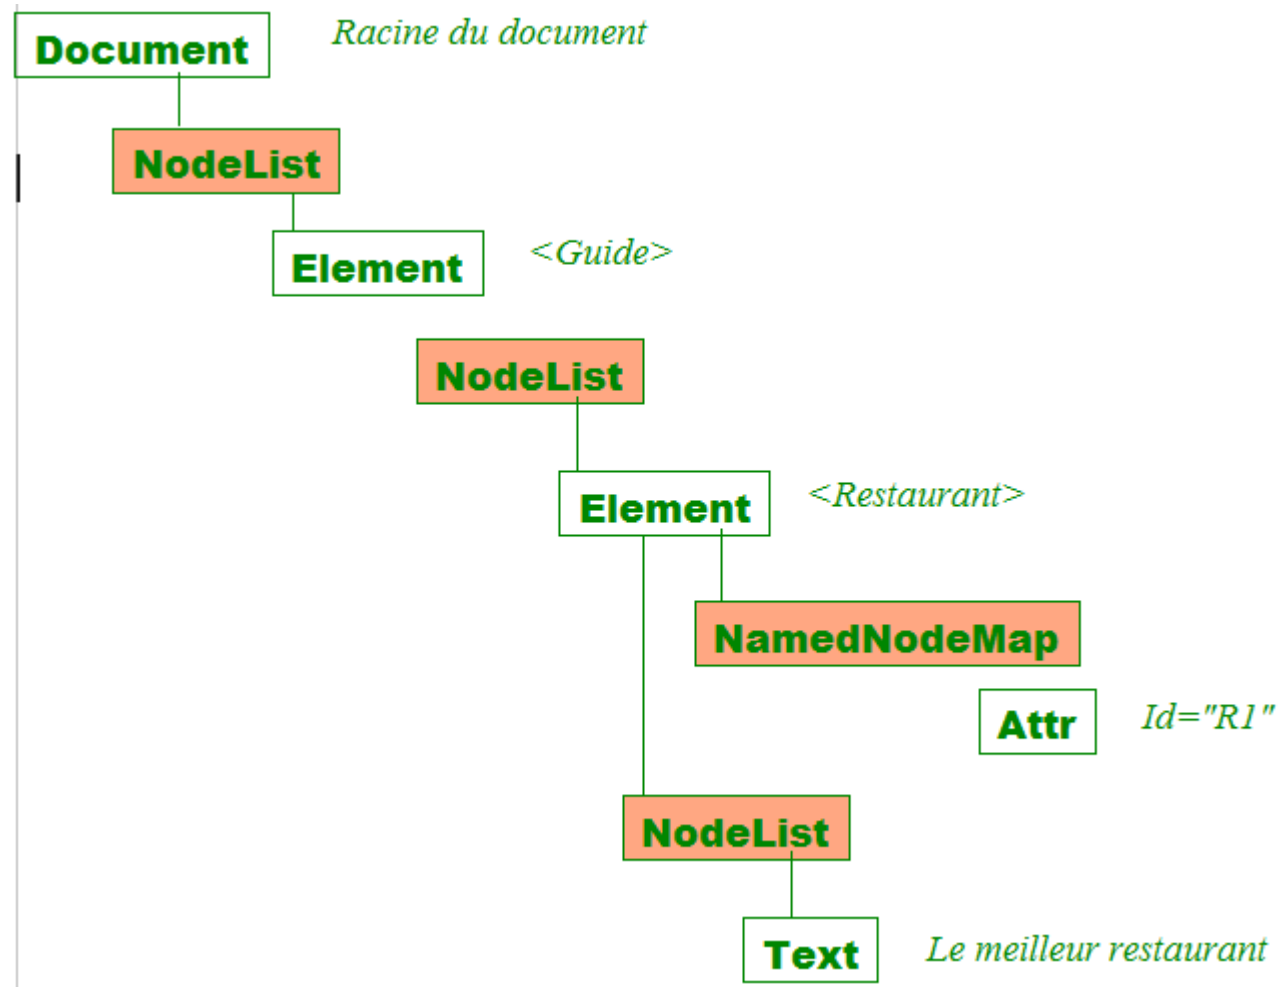 Document
Racine du document
NodeList
Element
<Guide>
NodeList
Element
<Restaurant>
NamedNodeMap
Attr
Id="R1"
NodeList
Text
Le meilleur restaurant